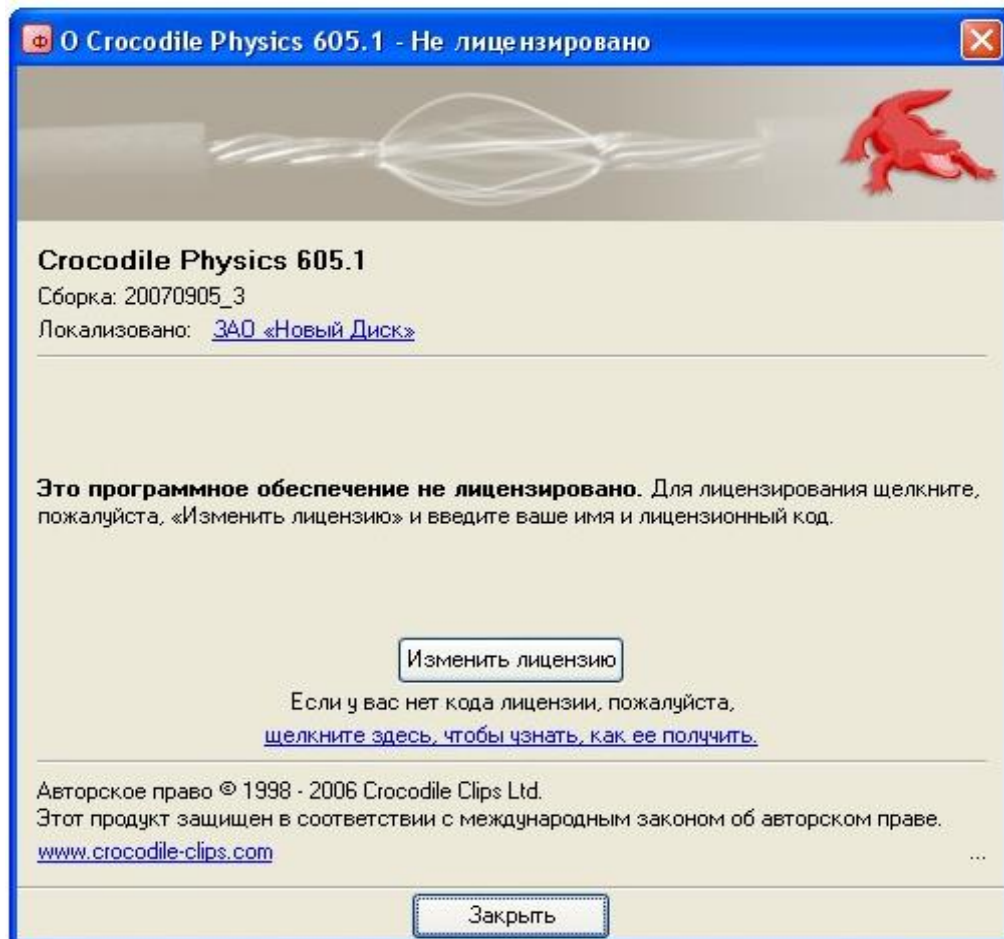 Ф О Crocodile Physics 605.1 - Не лицензировано
Crocodile Physics 605.1
Сборка: 20070905_3
Локализовано: ЗАО «Новый Диск»
Это программное обеспечение не лицензировано. Для лицензирования щелкните,
пожалуйста, «Изменить лицензию» и введите ваше имя и лицензионный код.
Изменить лицензию
Если у вас нет кода лицензии, пожалуйста,
щелкните здесь, чтобы узнать, как ее получить.
Авторское право © 1998 - 2006 Crocodile Clips Ltd.
Этот продукт защищен в соответствии с международным законом об авторском праве.
www.crocodile-clips.com ...
Закрыть